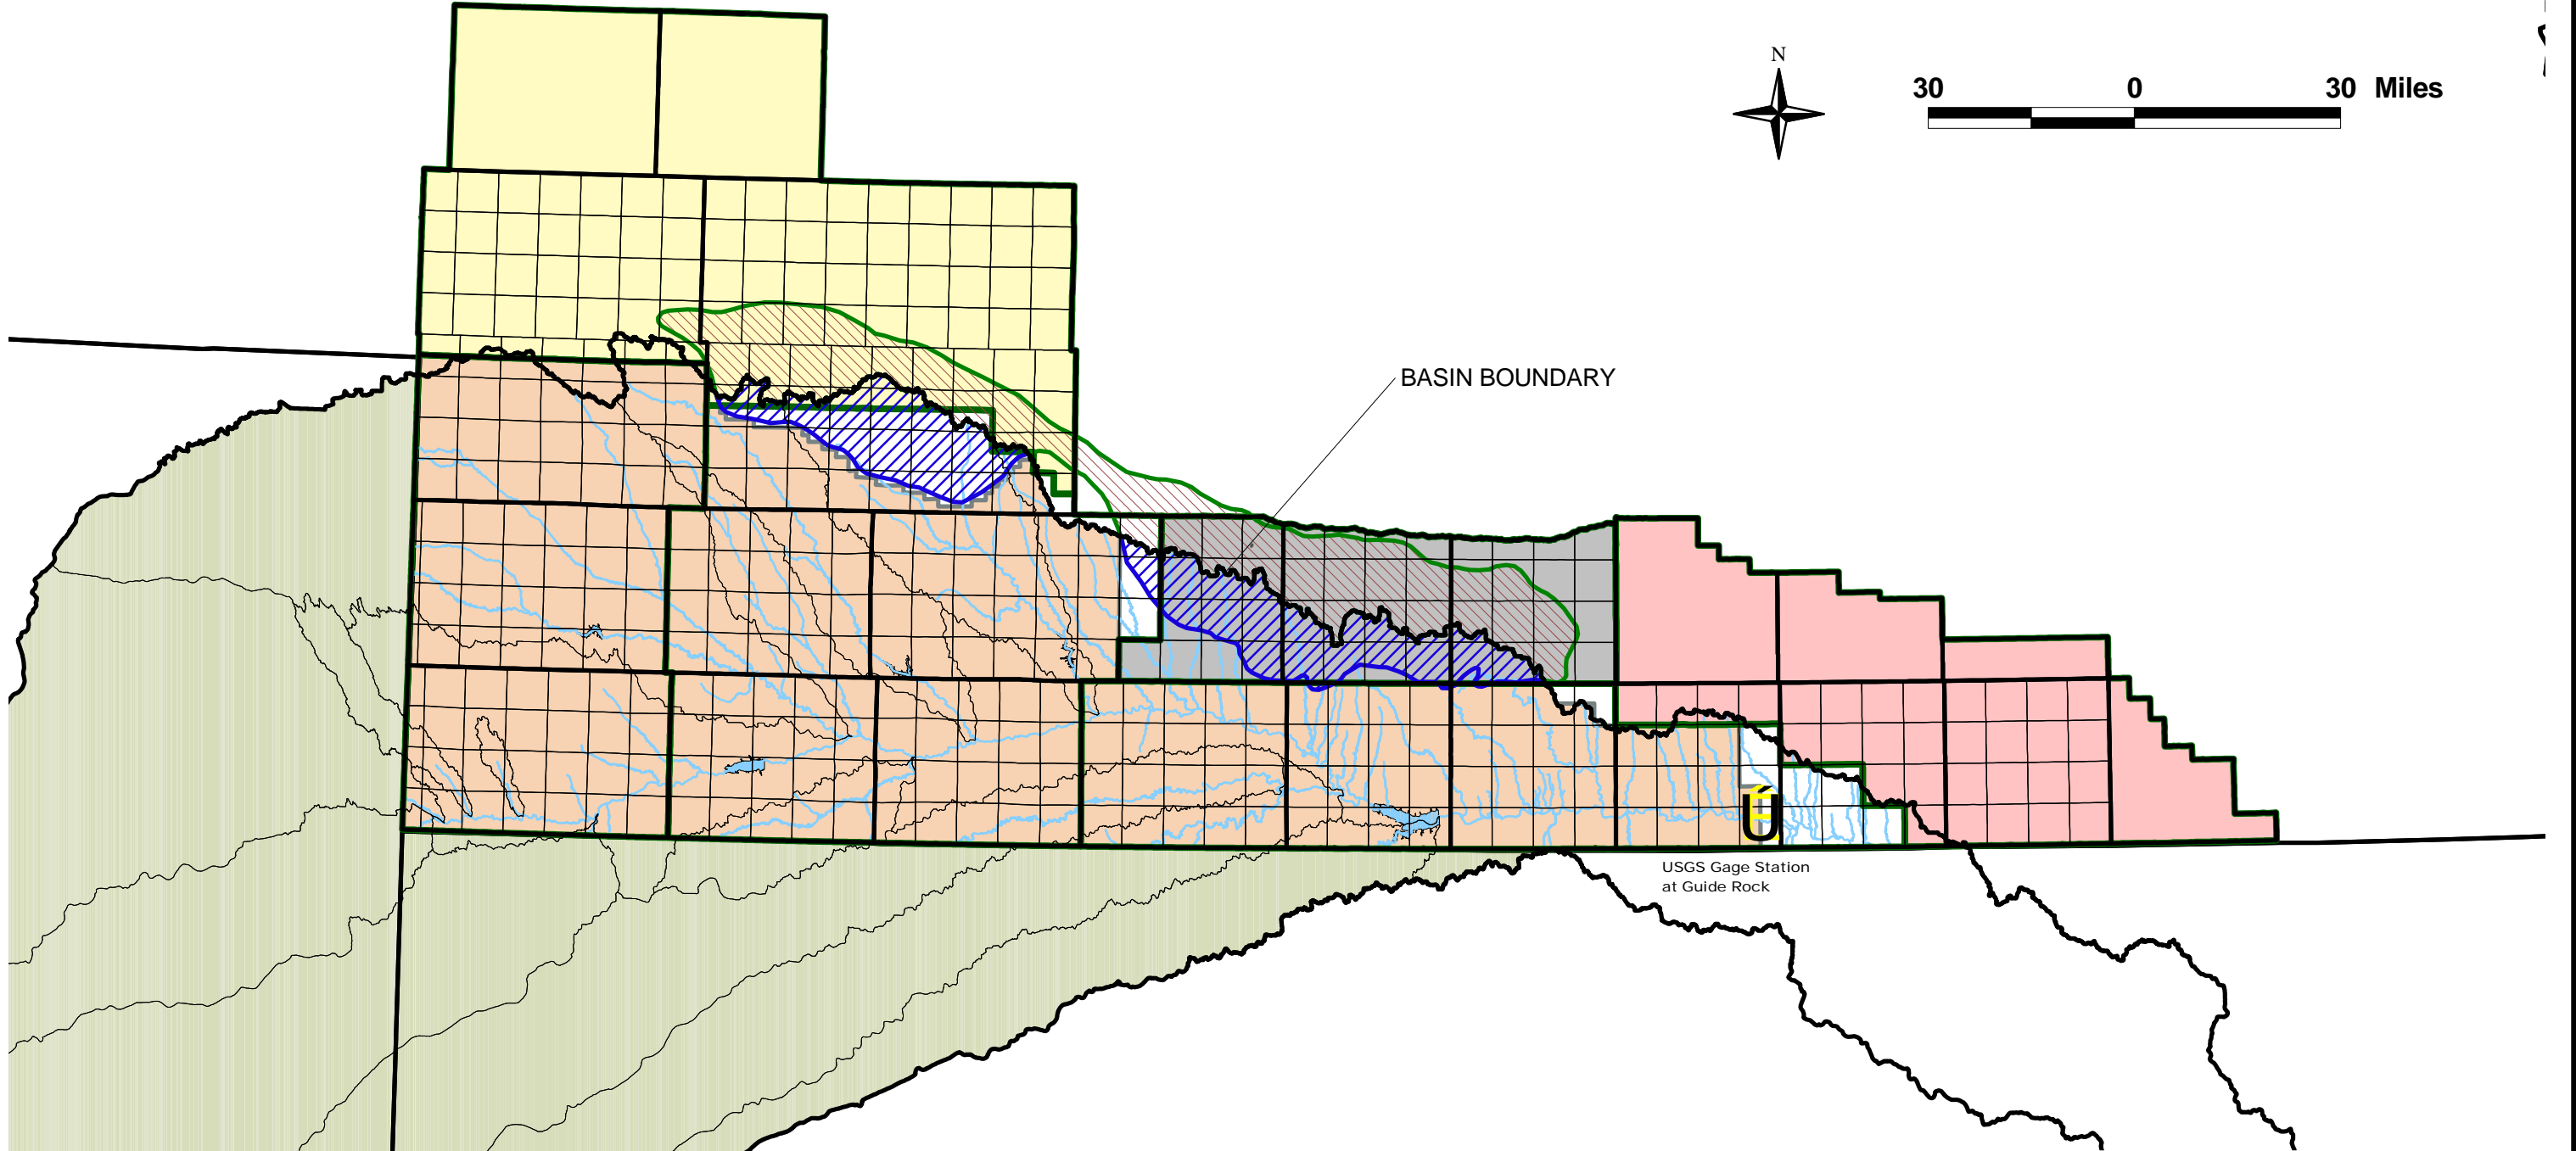 N
30 0 30 Miles
BASIN BOUNDARY
USGS Gage Station
at Guide Rock